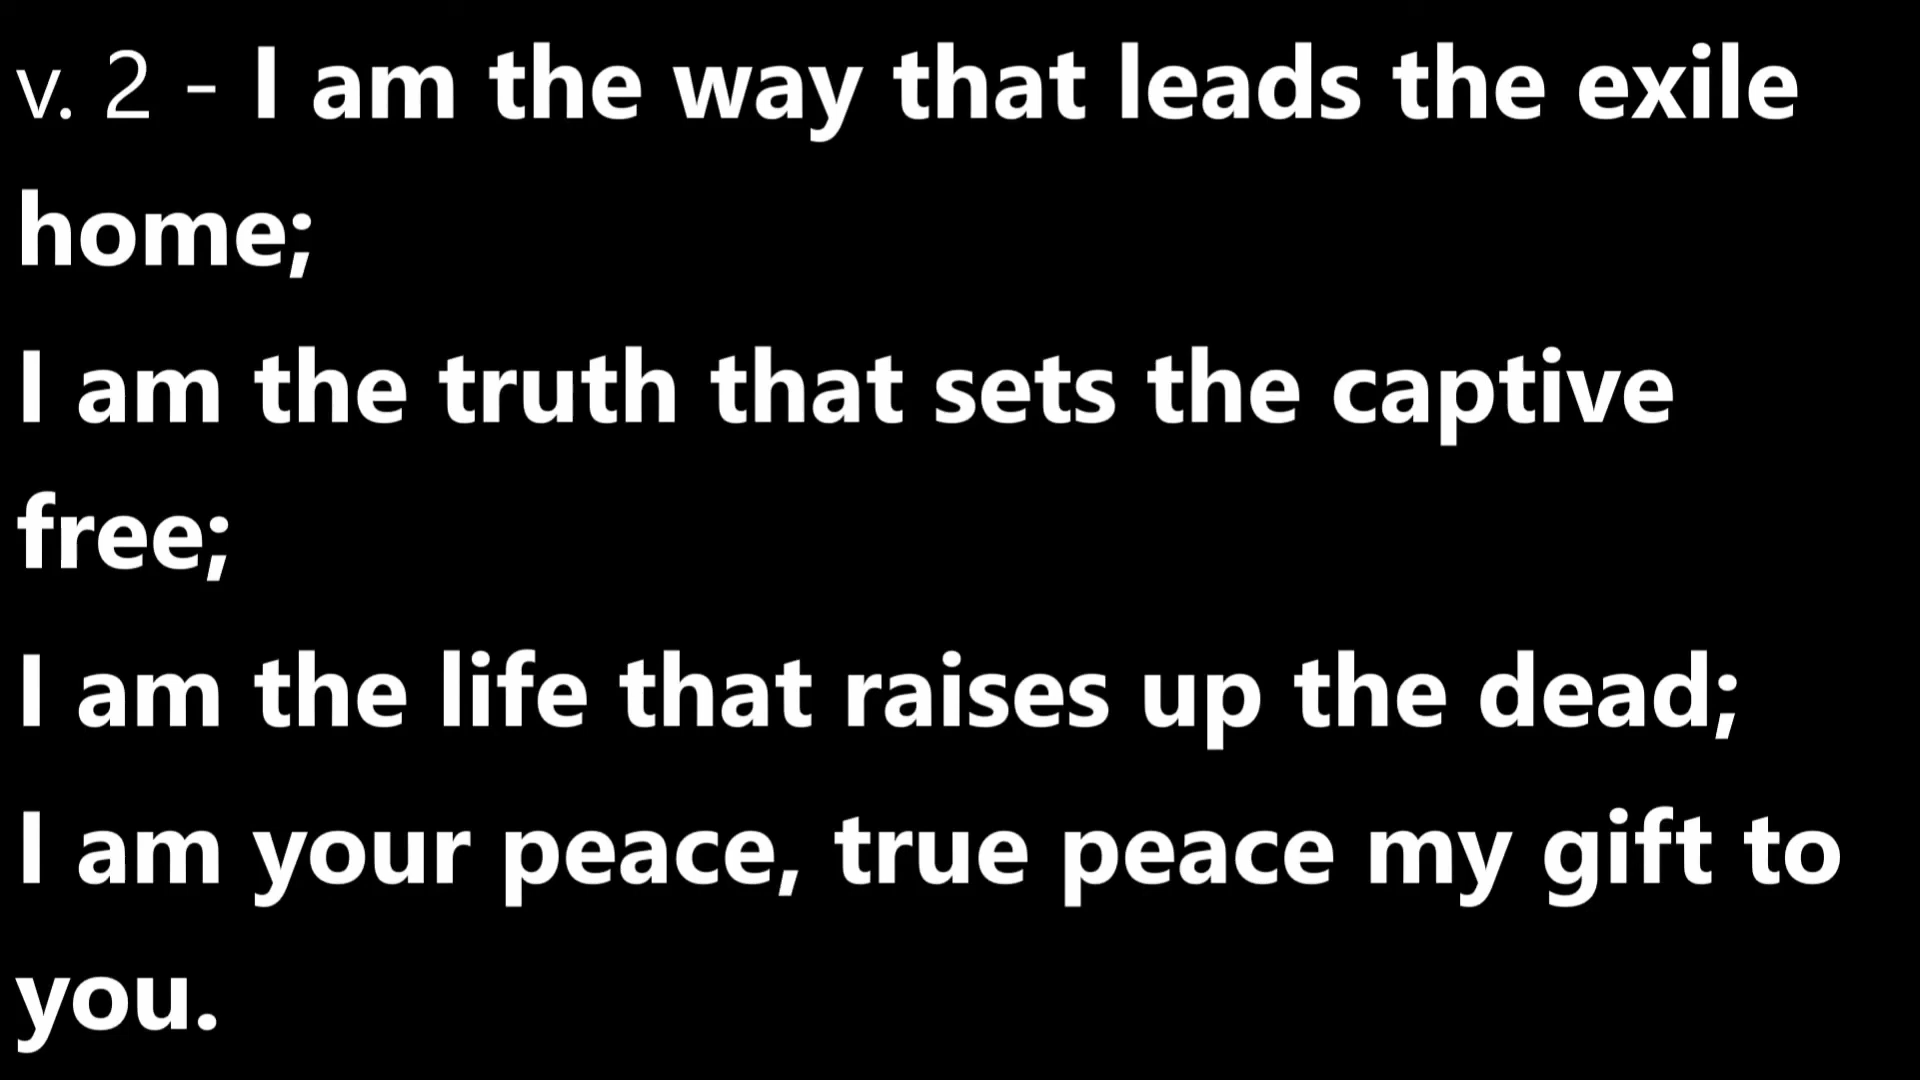 v. 2 - I am the way that leads the exile
home;
I am the truth that sets the captive
free;
I am the life that raises up the dead;
I am your peace, true peace my gift to
you.